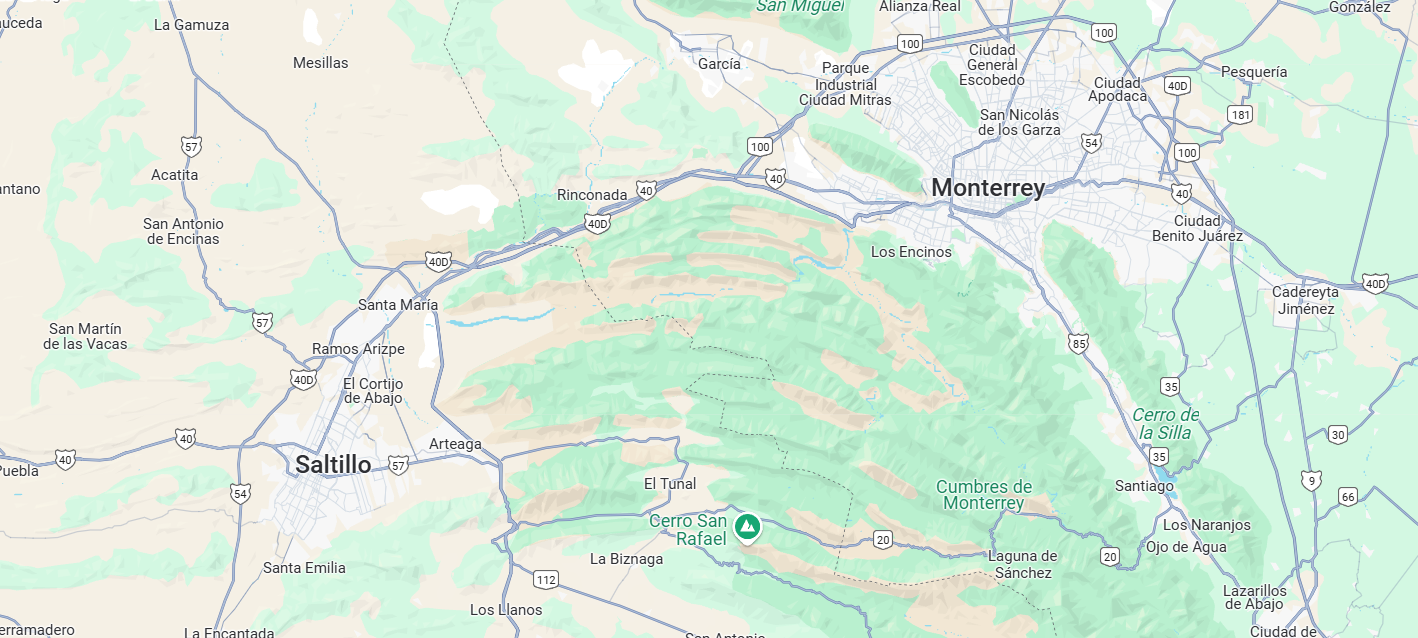 San Miguel
Alianza Real
González
La Gamuza
100
100
Mesillas
García
Ciudad
General
Escobedo
Parque
Industrial
Ciudad Mitras
Pesquería
Ciudad
Apodaca
40D
181
San Nicolás
de los Garza
57
100
54
100
Acatita
40
40
Rinconada
Monterrey
40
San Antonio
de Encinas
40D
Ciudad
Benito Juárez
Los Encinos
40D
40D
Cadereyta
Jiménez
Santa María
57
San Martín
de las Vacas
Ramos Arizpe
85
40D
El Cortijo
de Abajo
35
Cerro de
la Silla
40
Arteaga
30
40
Saltillo
57
35
El Tunal
9
54
Cumbres de
Monterrey
Santiago
66
Cerro San
Rafael
20
Los Naranjos
Ojo de Agua
La Biznaga
20
Laguna de
Sánchez
Santa Emilia
112
Lazarillos
de Abajo
Los Llanos
La Encantada
Ciudad de